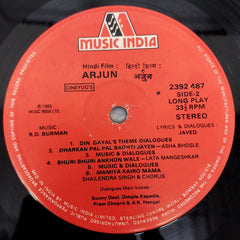 MUSIC INDIA
Hindi Film : हिन्दी फ़िल्म :
ARJUN अर्जुन
CINEYUG'S
2392 487
SIDE-2
LONG PLAY
33⅓ RPM
STEREO
℗ 1985
MUSIC INDIA LTD.
MUSIC
R.D. BURMAN
LYRICS & DIALOGUES
JAVED
1. DIN DAYAL'S THEME DIALOGUES
2. DHARKAN PAL PAL BADHTI JAYEN – ASHA BHOSLE
3. MUSIC & DIALOGUES
4. BHURI BHURI ANKHON WALE – LATA MANGESHKAR
5. MUSIC & DIALOGUES
6. MAMIYA KAIRO MAMA
SHAILENDRA SINGH & CHORUS
Dialogues Main Voices
Sunny Deol, Dimple Kapadia,
Prem Chopra & A.K. Hangal